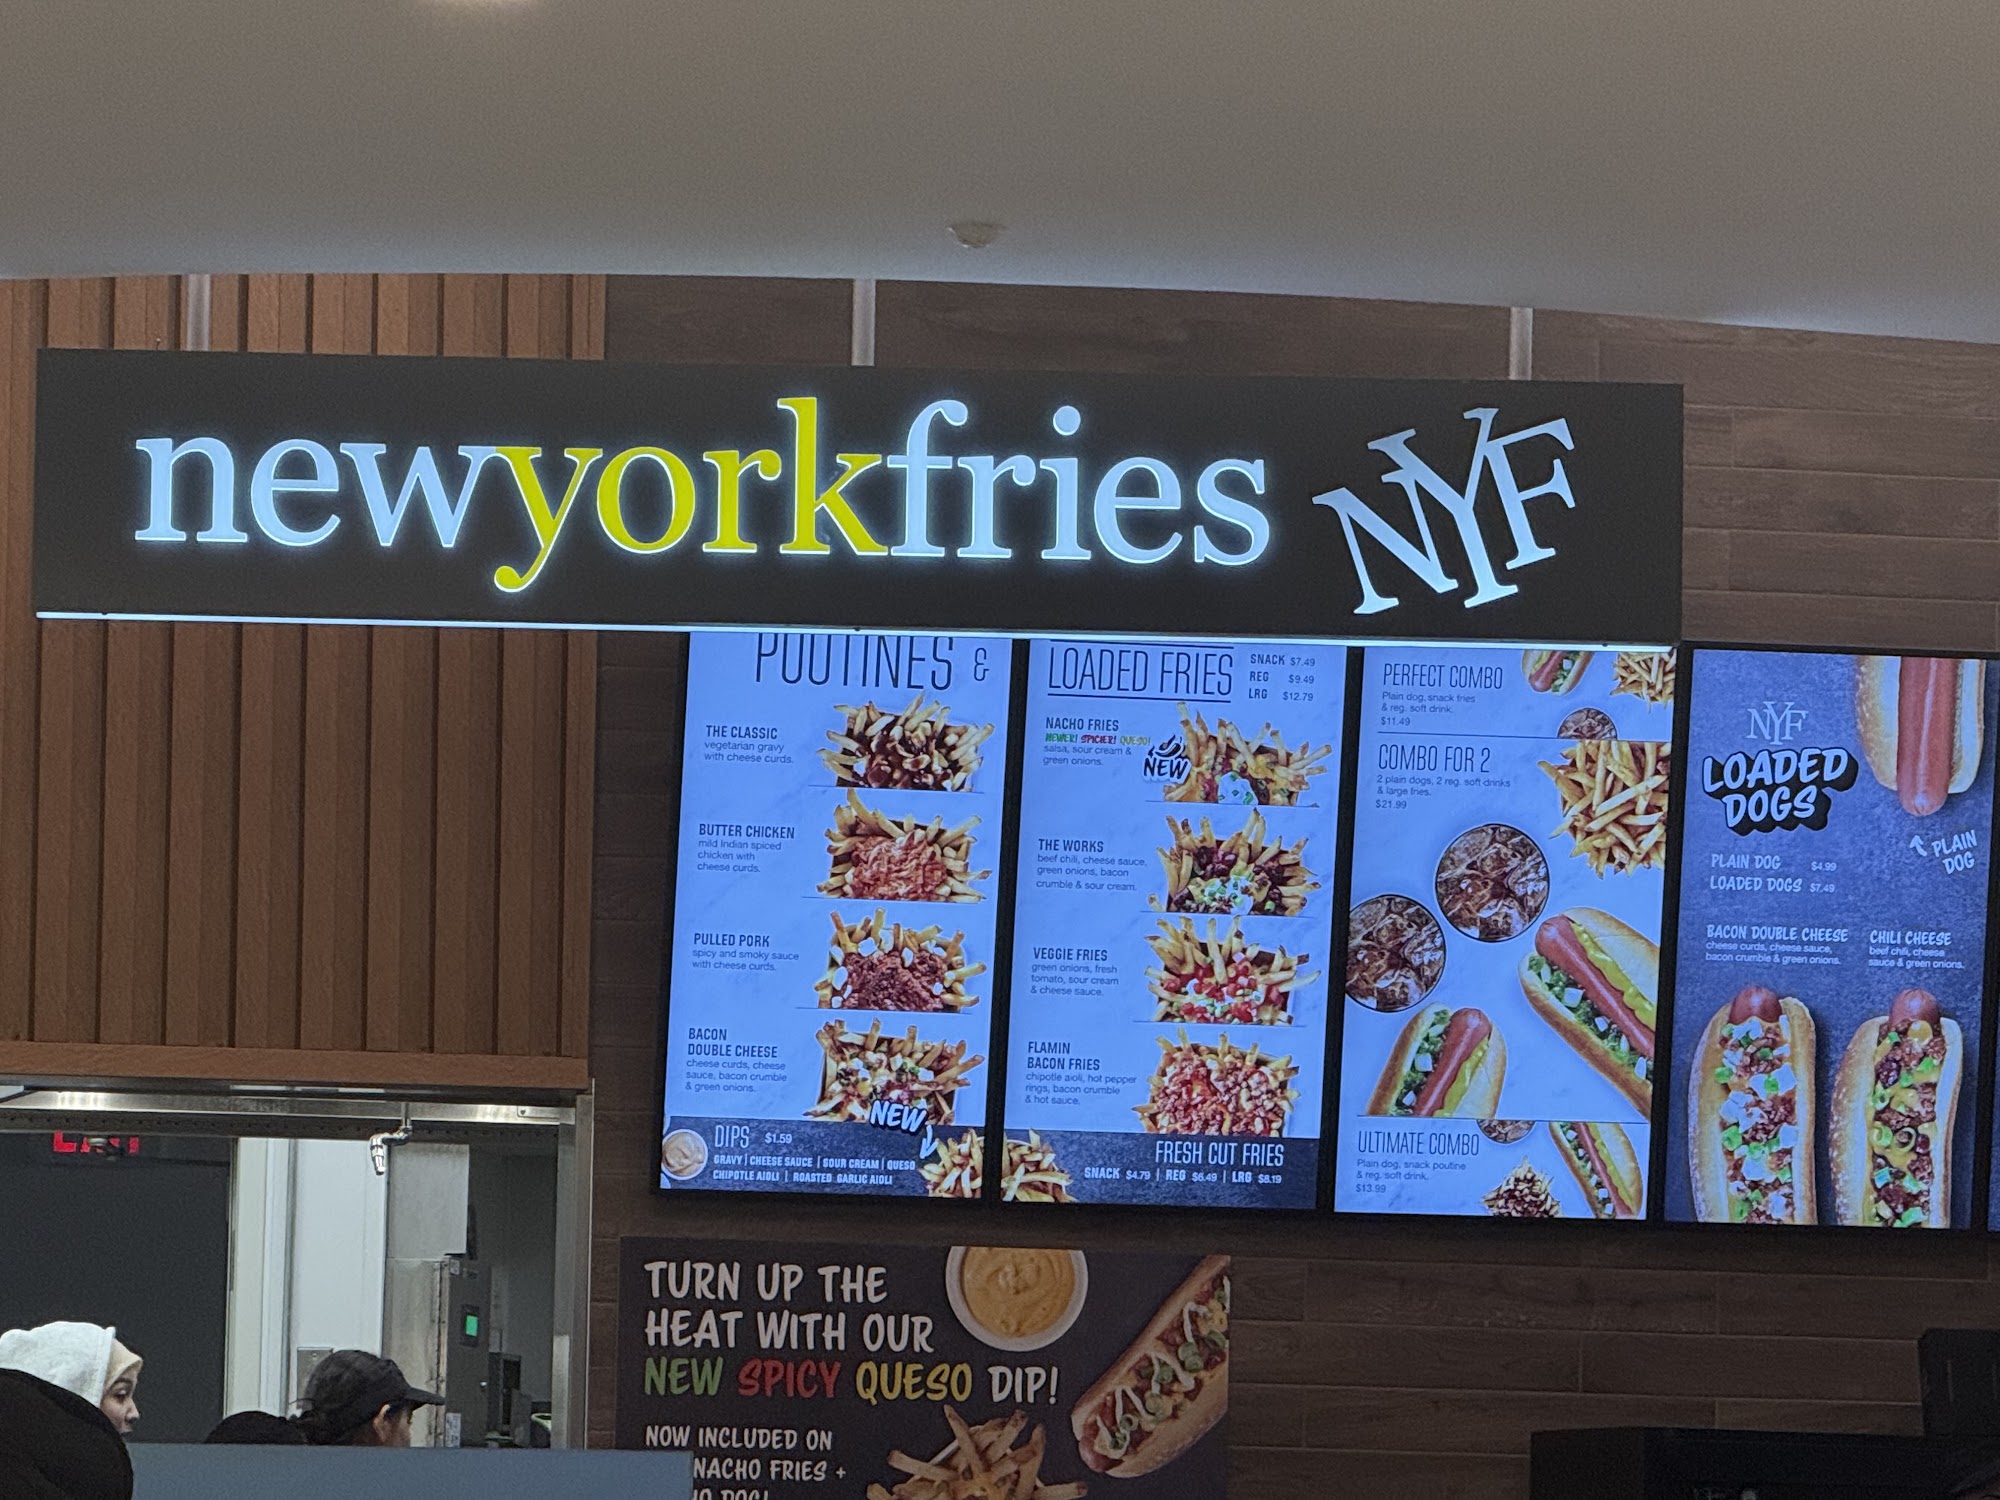 newyorkfries NYF
POUTINES &
THE CLASSIC
vegetarian gravy
with cheese curds.
BUTTER CHICKEN
mild Indian spiced
chicken with
cheese curds.
PULLED PORK
spicy and smoky sauce
with cheese curds.
BACON
DOUBLE CHEESE
cheese curds, cheese
sauce, bacon crumble
& green onions.
NEW
DIPS $1.59
GRAVY | CHEESE SAUCE | SOUR CREAM | QUESO
CHIPOTLE AIOLI | ROASTED GARLIC AIOLI
LOADED FRIES
SNACK $7.49
REG $9.49
LRG $12.79
NACHO FRIES
NEWER! SPICIER! QUESO!
salsa, sour cream &
green onions.
NEW
THE WORKS
beef chili, cheese sauce,
green onions, bacon
crumble & sour cream.
VEGGIE FRIES
green onions, fresh
tomato, sour cream
& cheese sauce.
FLAMIN
BACON FRIES
chipotle aioli, hot pepper
rings, bacon crumble
& hot sauce.
FRESH CUT FRIES
SNACK $4.79 | REG $6.49 | LRG $8.19
PERFECT COMBO
Plain dog, snack fries
& reg. soft drink.
$11.49
COMBO FOR 2
2 plain dogs, 2 reg. soft drinks
& large fries.
$21.99
ULTIMATE COMBO
Plain dog, snack poutine
& reg. soft drink.
$13.99
NYF
LOADED
DOGS
PLAIN
DOG
PLAIN DOG $4.99
LOADED DOGS $7.49
BACON DOUBLE CHEESE
cheese curds, cheese sauce,
bacon crumble & green onions.
CHILI CHEESE
beef chili, cheese
sauce & green onions.
EXIT
TURN UP THE
HEAT WITH OUR
NEW SPICY QUESO DIP!
NOW INCLUDED ON
NACHO FRIES +
DOG!